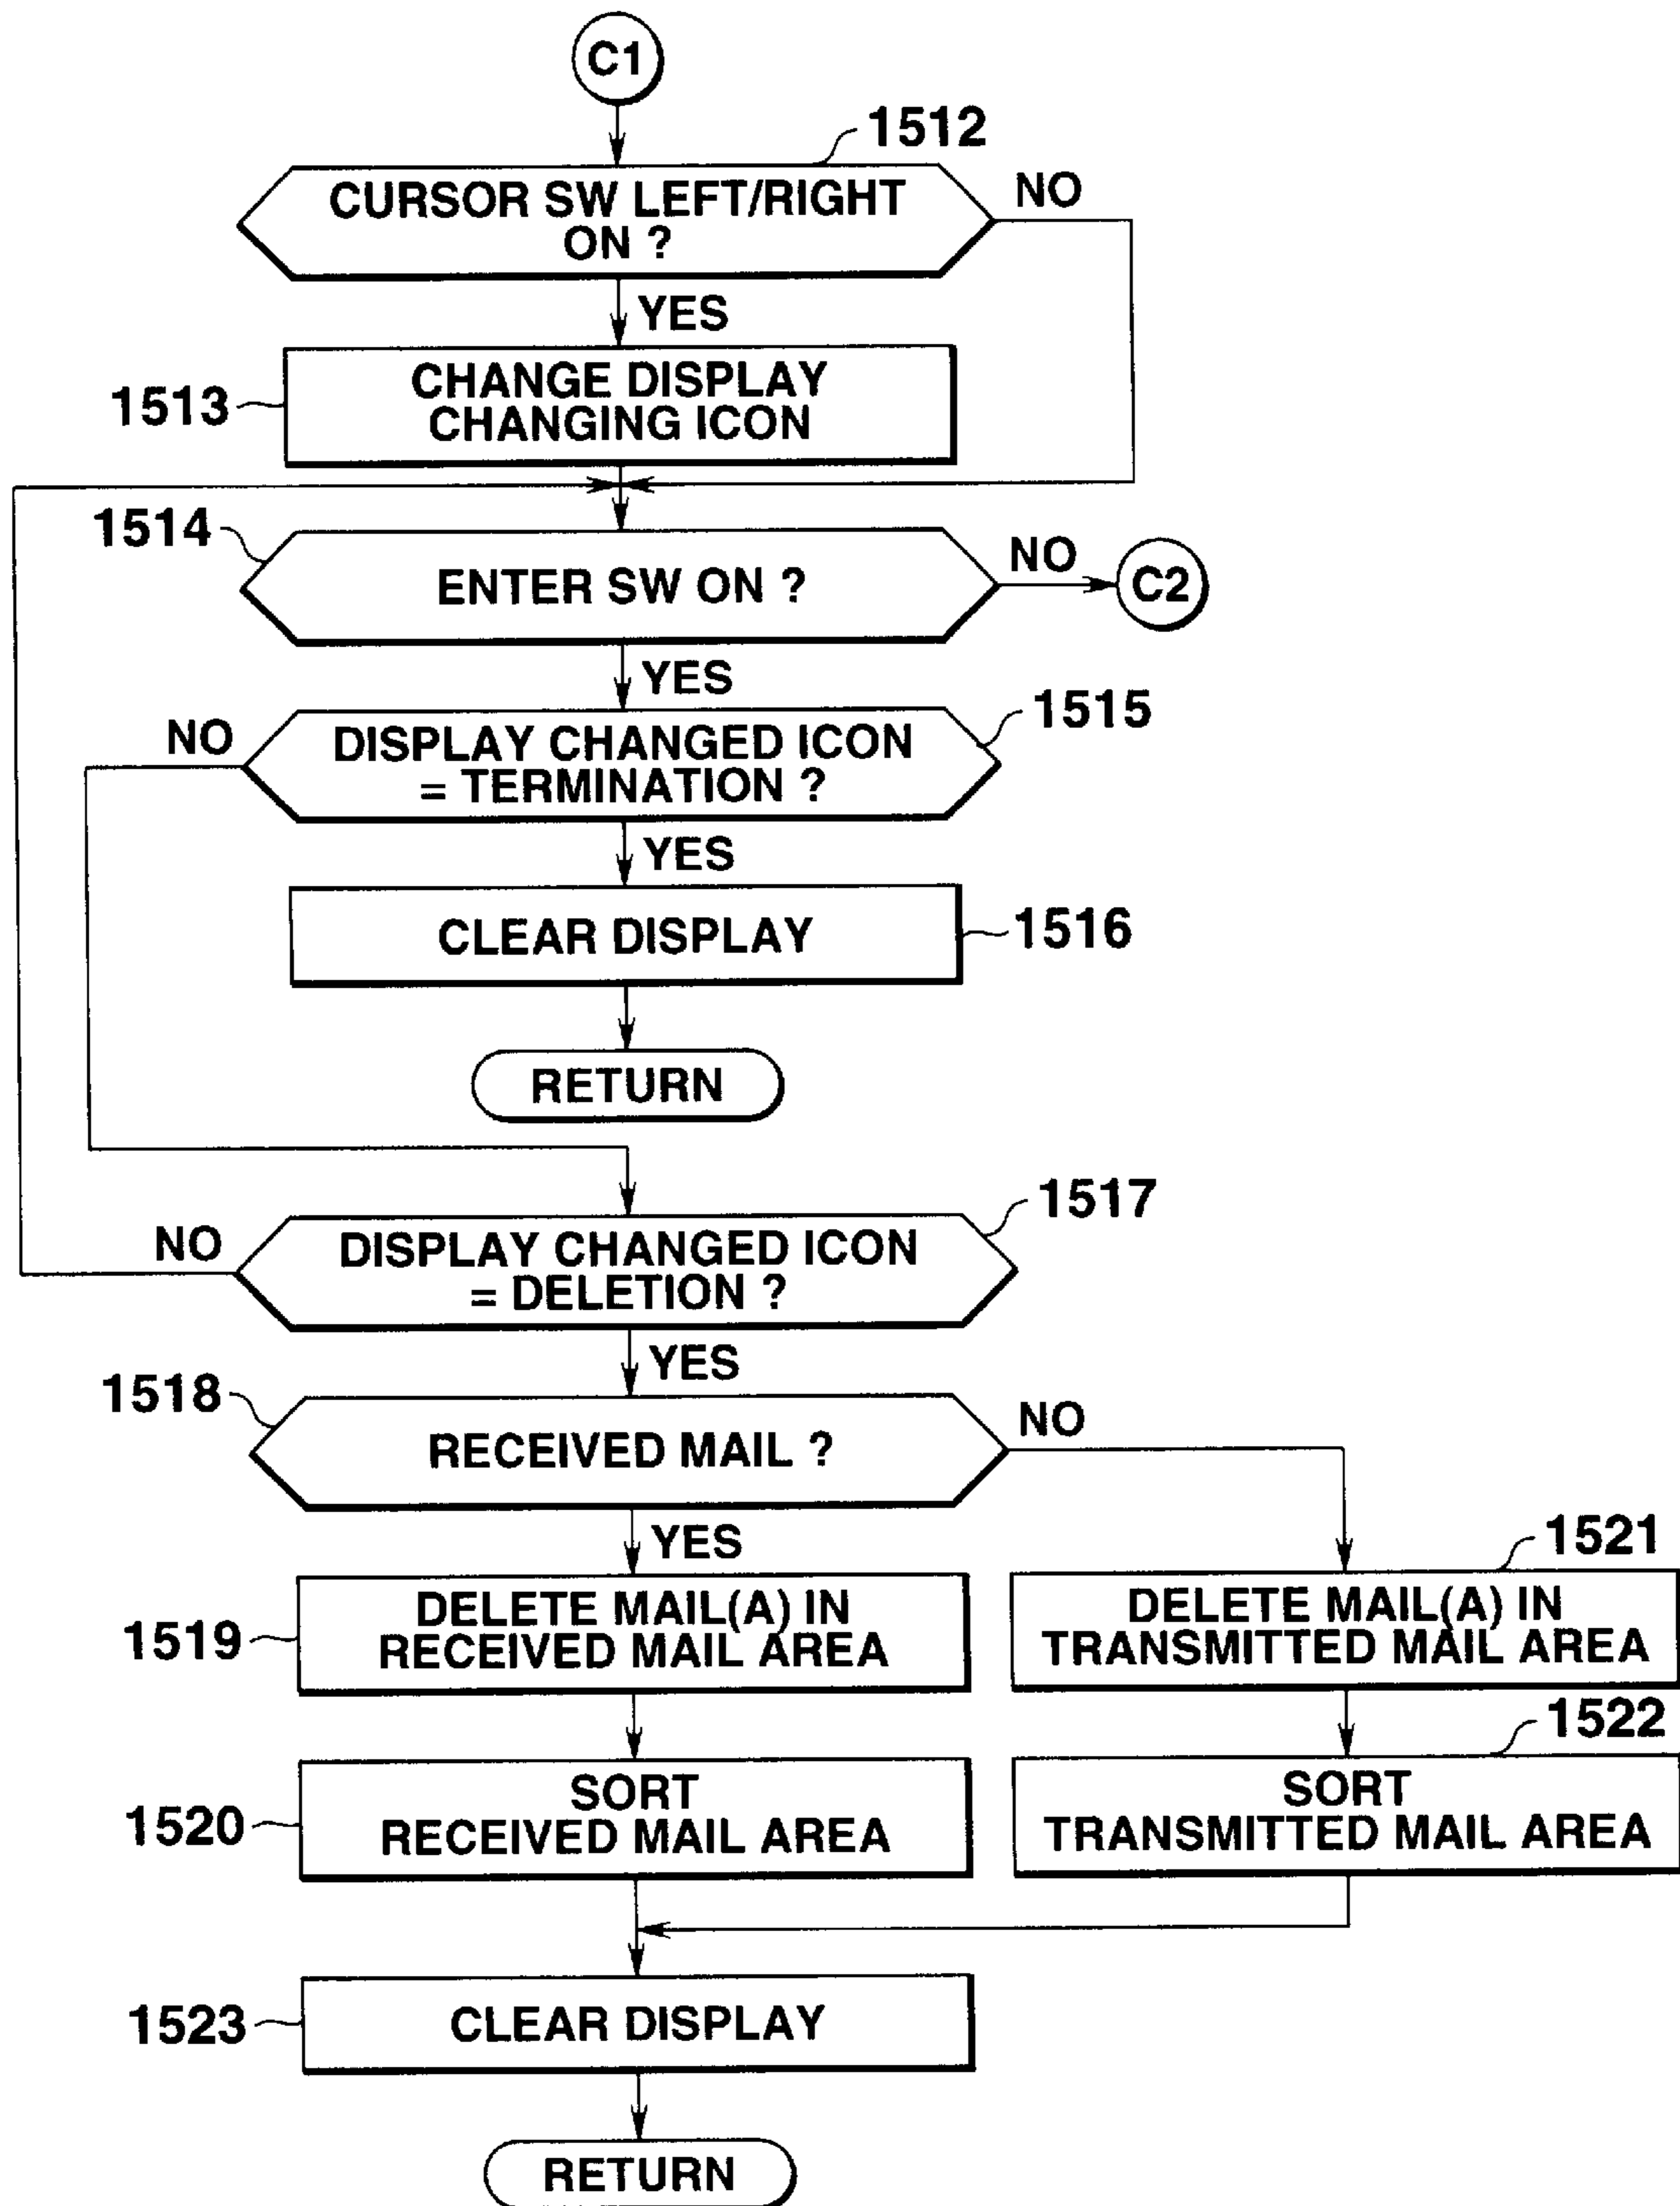 C1
1512
CURSOR SW LEFT/RIGHT
ON ?
NO
YES
1513
CHANGE DISPLAY
CHANGING ICON
1514
ENTER SW ON ?
NO
C2
YES
1515
NO
DISPLAY CHANGED ICON
= TERMINATION ?
YES
CLEAR DISPLAY
1516
RETURN
1517
NO
DISPLAY CHANGED ICON
= DELETION ?
YES
1518
RECEIVED MAIL ?
NO
YES
1519
DELETE MAIL(A) IN
RECEIVED MAIL AREA
1521
DELETE MAIL(A) IN
TRANSMITTED MAIL AREA
1520
SORT
RECEIVED MAIL AREA
1522
SORT
TRANSMITTED MAIL AREA
1523
CLEAR DISPLAY
RETURN